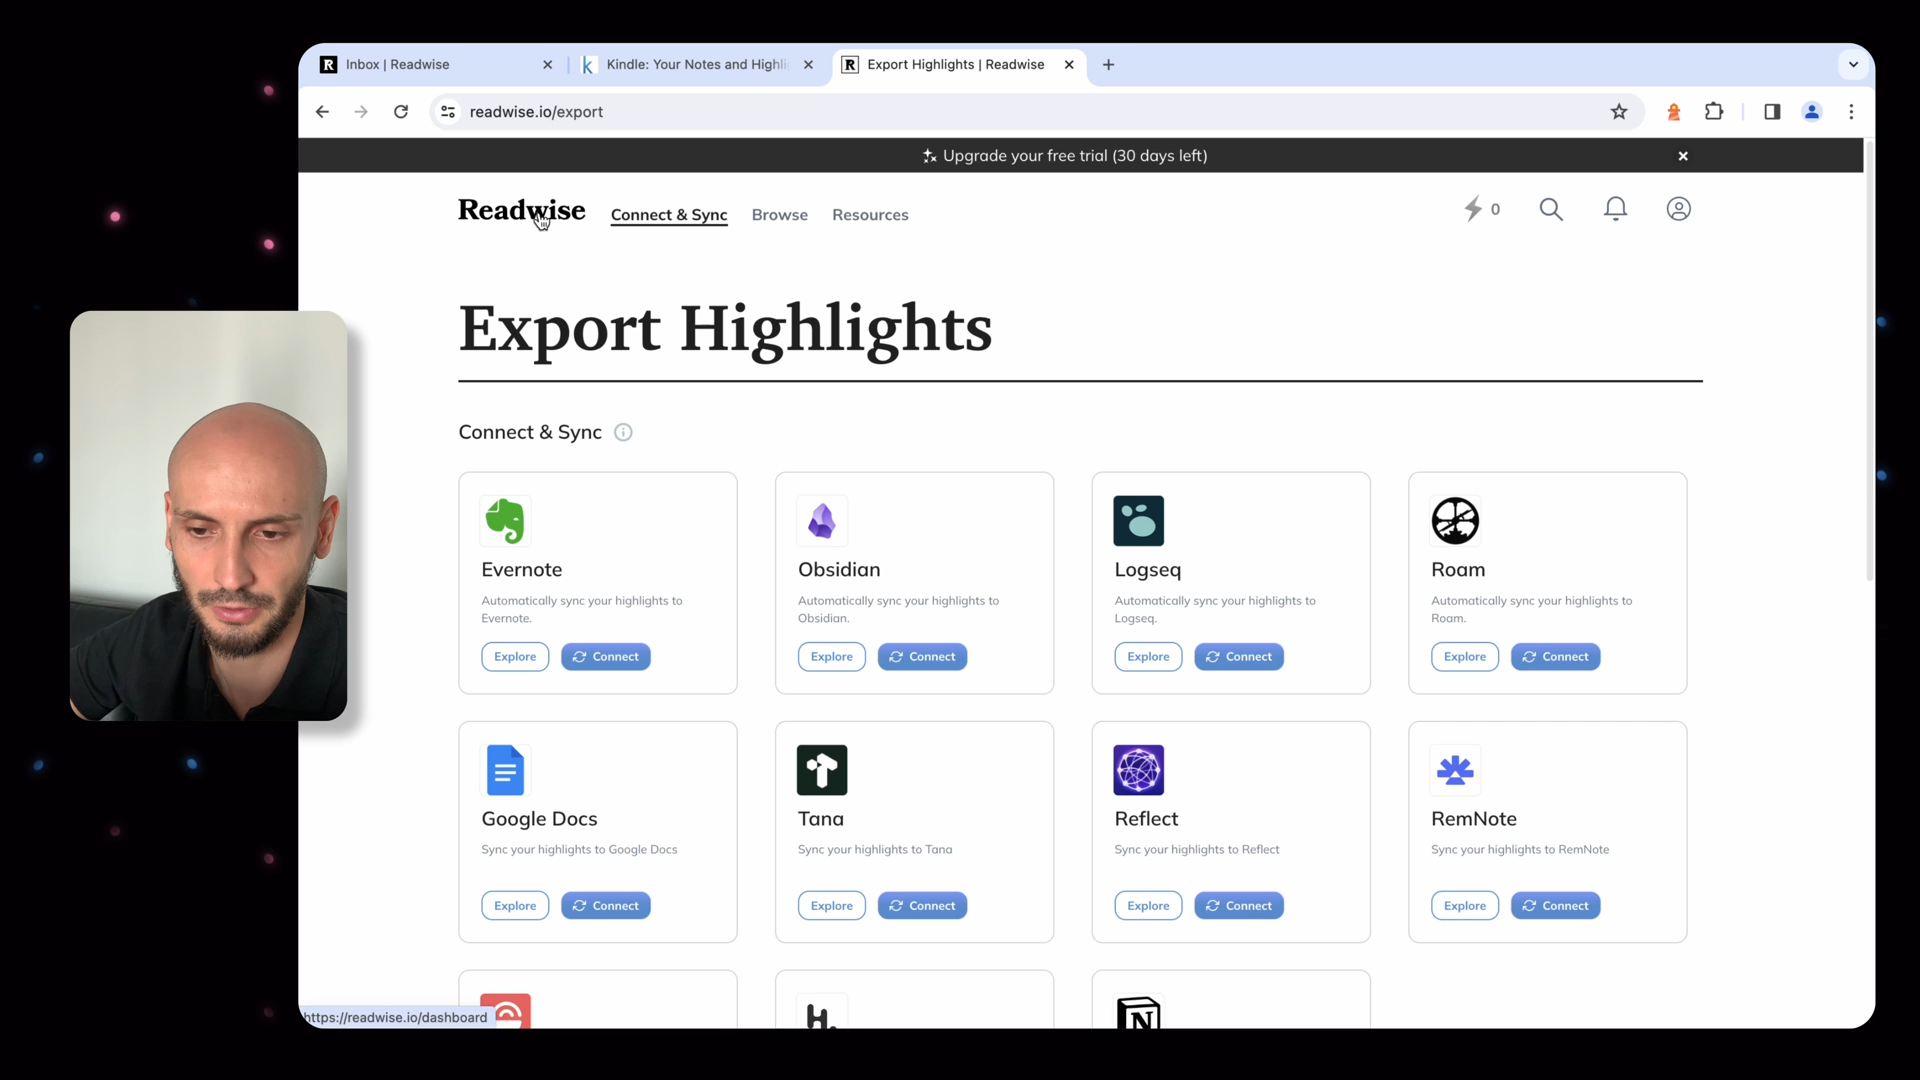 Inbox | Readwise
Kindle: Your Notes and Highli
Export Highlights | Readwise
readwise.io/export
Upgrade your free trial (30 days left)
Readwise
Connect & Sync
Browse
Resources
0
Export Highlights
Connect & Sync
Evernote
Automatically sync your highlights to
Evernote.
Explore
Connect
Obsidian
Automatically sync your highlights to
Obsidian.
Explore
Connect
Logseq
Automatically sync your highlights to
Logseq.
Explore
Connect
Roam
Automatically sync your highlights to
Roam.
Explore
Connect
Google Docs
Sync your highlights to Google Docs
Explore
Connect
Tana
Sync your highlights to Tana
Explore
Connect
Reflect
Sync your highlights to Reflect
Explore
Connect
RemNote
Sync your highlights to RemNote
Explore
Connect
https://readwise.io/dashboard